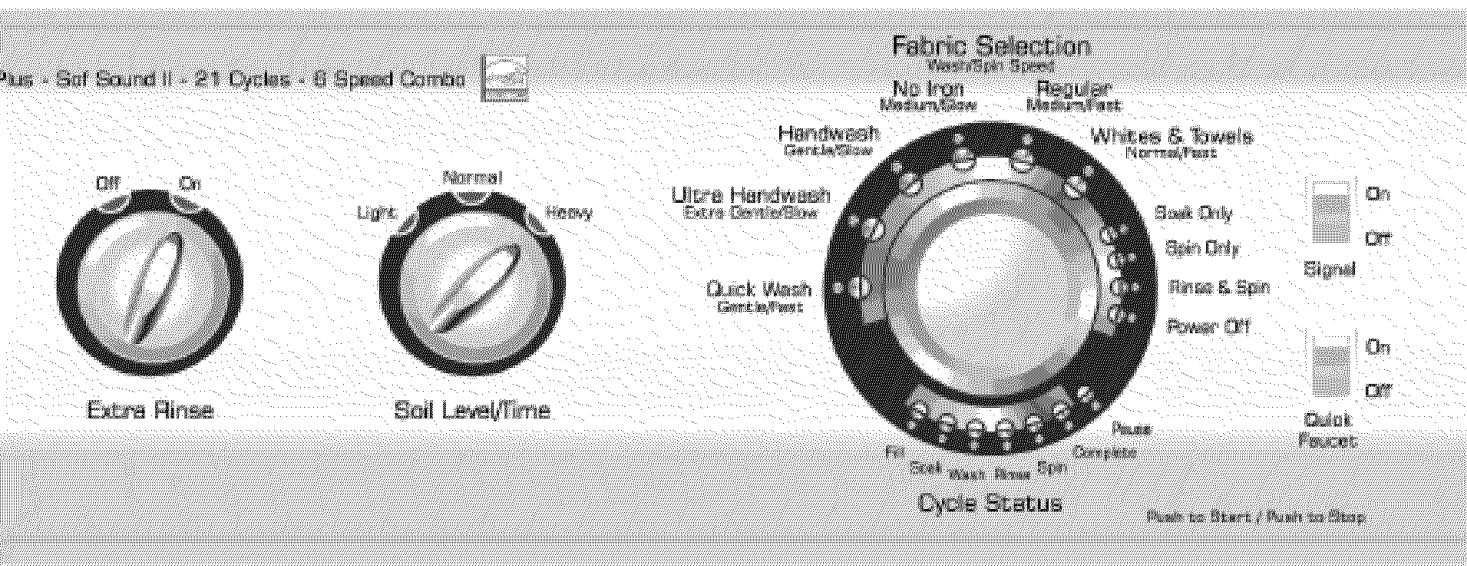 Plus - Sof Sound II - 21 Cycles - 6 Speed Combo
Off
On
Extra Rinse
Light
Normal
Heavy
Soil Level/Time
Fabric Selection
Wash/Spin Speed
No Iron
Medium/Slow
Regular
Medium/Fast
Handwash
Gentle/Slow
Whites & Towels
Normal/Fast
Ultra Handwash
Extra Gentle/Slow
Quick Wash
Gentle/Fast
Soak Only
Spin Only
Rinse & Spin
Power Off
Fill
Soak
Wash
Rinse
Spin
Complete
Pause
Cycle Status
On
Off
Signal
On
Off
Quick
Faucet
Push to Start / Push to Stop